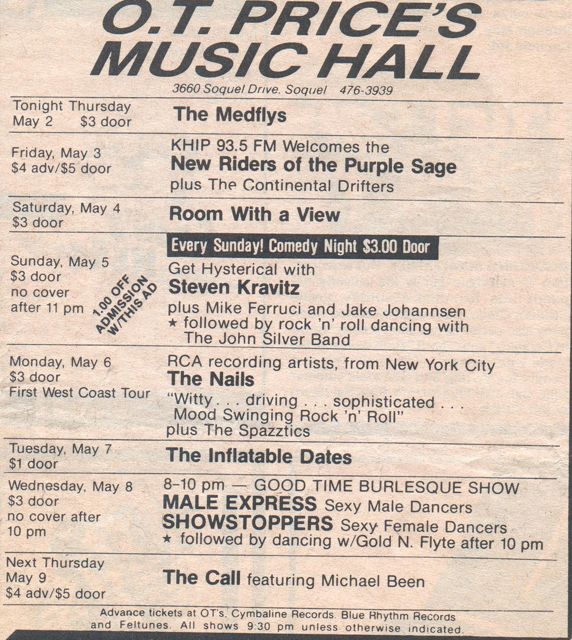 O.T. PRICE'S
MUSIC HALL
3660 Soquel Drive, Soquel 476-3939
Tonight Thursday
May 2 $3 door
The Medflys
Friday, May 3
$4 adv/$5 door
KHIP 93.5 FM Welcomes the
New Riders of the Purple Sage
plus The Continental Drifters
Saturday, May 4
$3 door
Room With a View
Every Sunday! Comedy Night $3.00 Door
Sunday, May 5
$3 door
no cover
after 11 pm
1.00 OFF
ADMISSION
W/THIS AD
Get Hysterical with
Steven Kravitz
plus Mike Ferruci and Jake Johannsen
★ followed by rock 'n' roll dancing with
The John Silver Band
Monday, May 6
$3 door
First West Coast Tour
RCA recording artists, from New York City
The Nails
"Witty . . . driving . . . sophisticated . . .
Mood Swinging Rock 'n' Roll"
plus The Spazztics
Tuesday, May 7
$1 door
The Inflatable Dates
Wednesday, May 8
$3 door
no cover after
10 pm
8-10 pm — GOOD TIME BURLESQUE SHOW
MALE EXPRESS Sexy Male Dancers
SHOWSTOPPERS Sexy Female Dancers
★ followed by dancing w/Gold N. Flyte after 10 pm
Next Thursday
May 9
$4 adv/$5 door
The Call featuring Michael Been
Advance tickets at OT's, Cymbaline Records, Blue Rhythm Records
and Feltunes. All shows 9:30 pm unless otherwise indicated.